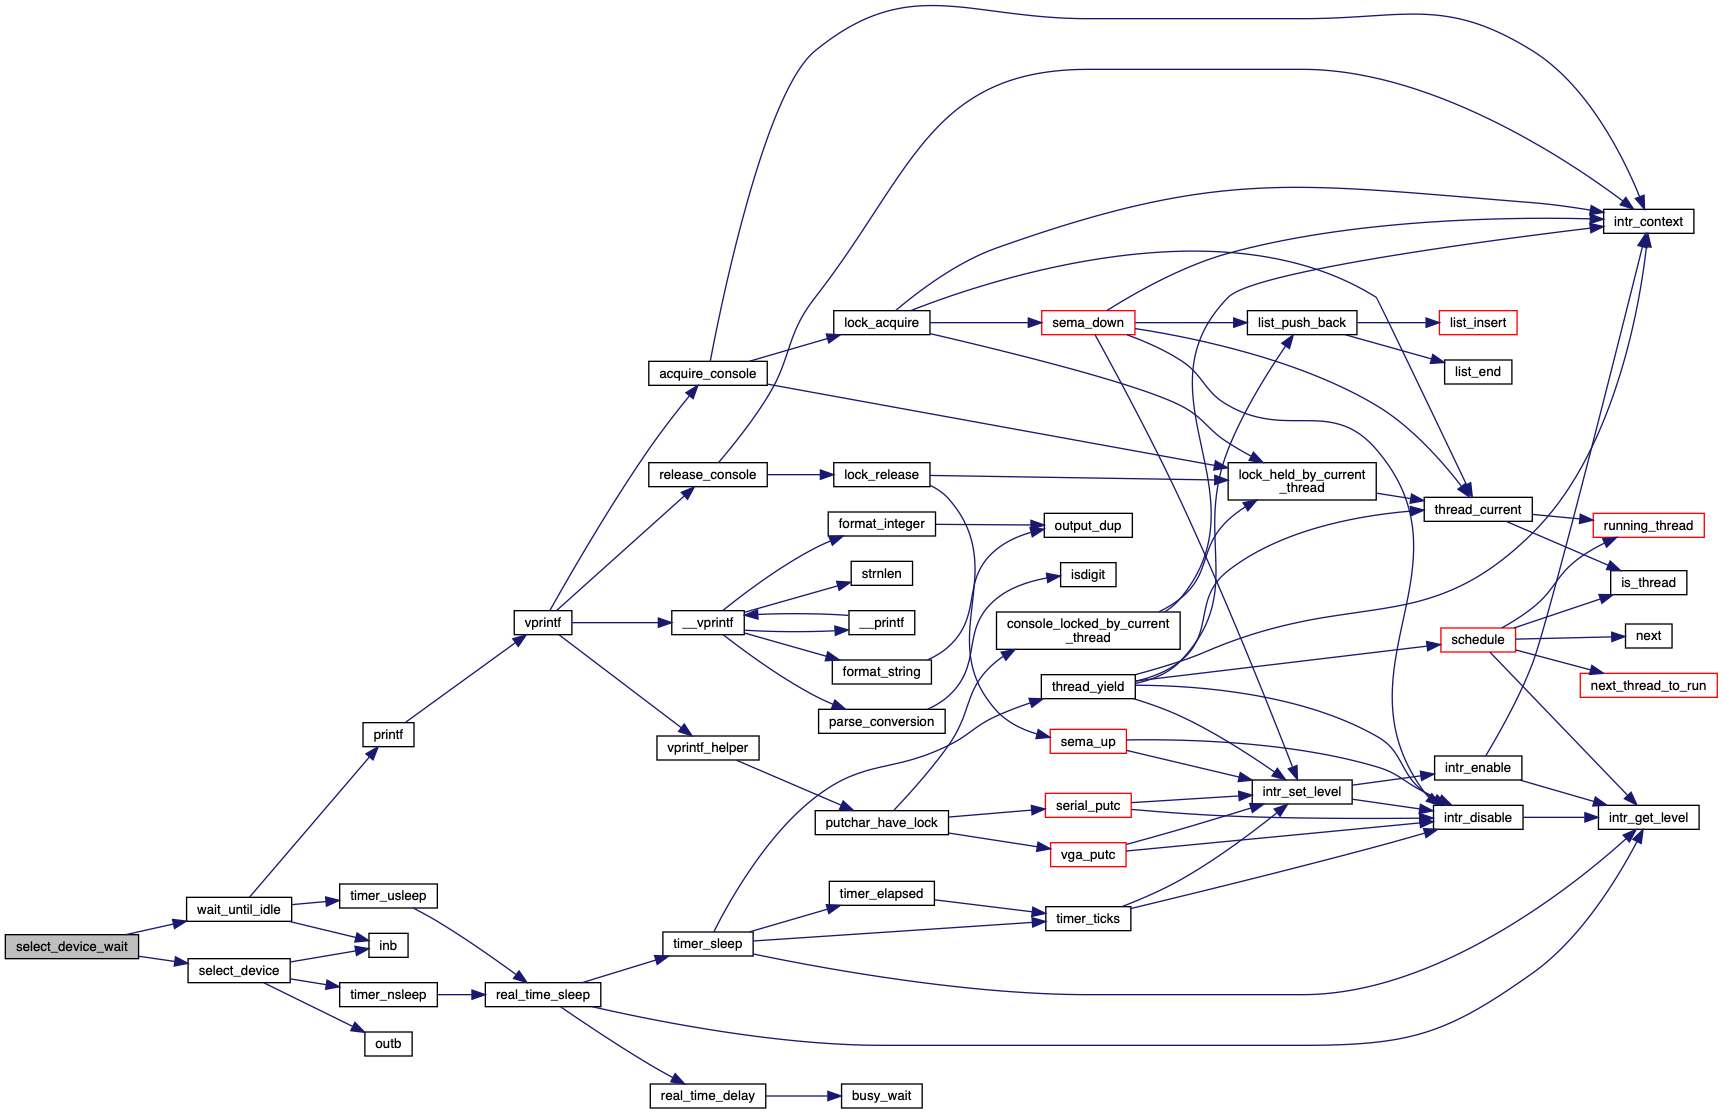 select_device_wait
wait_until_idle
select_device
printf
timer_usleep
inb
timer_nsleep
outb
vprintf
real_time_sleep
acquire_console
release_console
__vprintf
vprintf_helper
timer_sleep
real_time_delay
lock_acquire
lock_release
format_integer
strnlen
__printf
format_string
parse_conversion
putchar_have_lock
timer_elapsed
busy_wait
sema_down
output_dup
isdigit
console_locked_by_current
_thread
thread_yield
sema_up
serial_putc
vga_putc
timer_ticks
list_push_back
lock_held_by_current
_thread
intr_set_level
list_insert
list_end
thread_current
schedule
intr_enable
intr_disable
intr_context
running_thread
is_thread
next
next_thread_to_run
intr_get_level